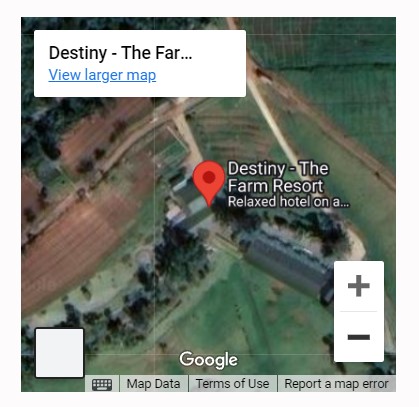 Destiny - The Far...
View larger map
Destiny - The
Farm Resort
Relaxed hotel on a...
Google
Map Data
Terms of Use
Report a map error